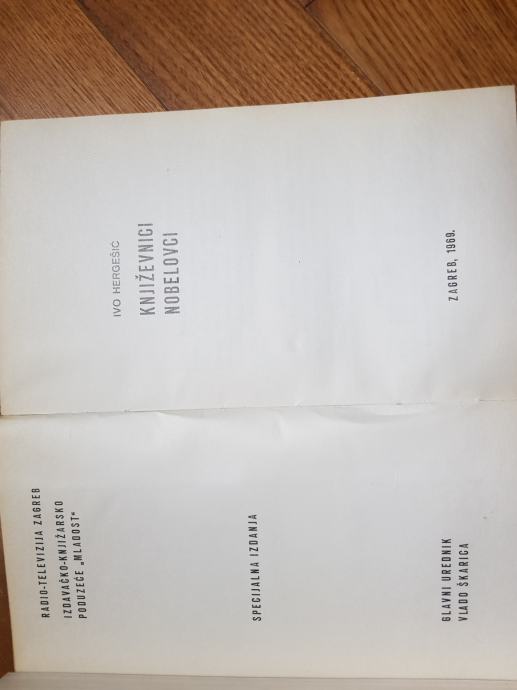 RADIO-TELEVIZIJA ZAGREB
IZDAVAČKO-KNJIŽARSKO
PODUZEĆE „MLADOST“
SPECIJALNA IZDANJA
GLAVNI UREDNIK
VLADO ŠKARICA
IVO HERGEŠIĆ
KNJIŽEVNICI
NOBELOVCI
ZAGREB, 1969.